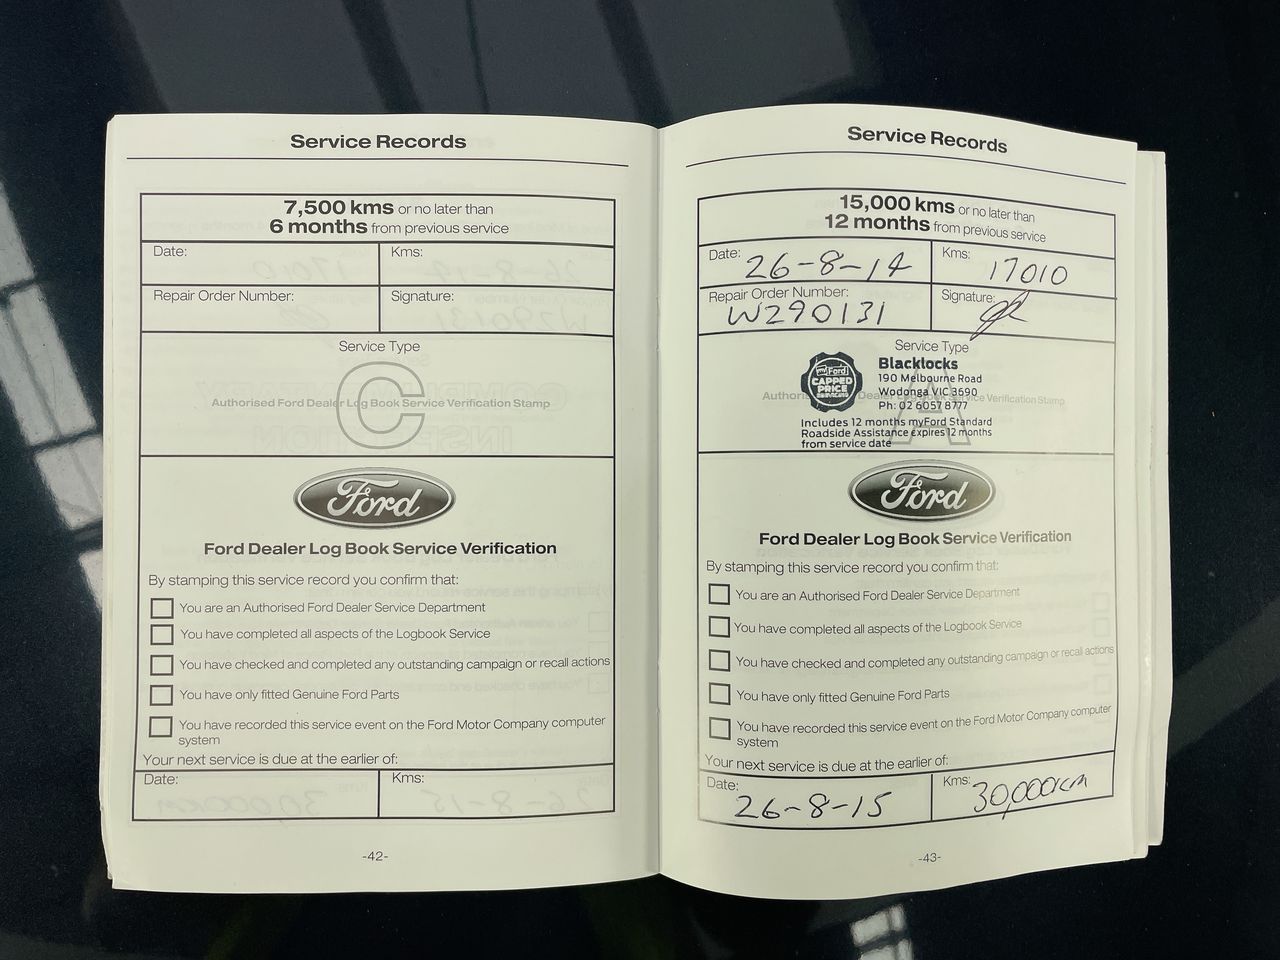 Service Records
7,500 kms or no later than
6 months from previous service
Date:
Kms:
Repair Order Number:
Signature:
Service Type
C
Authorised Ford Dealer Log Book Service Verification Stamp
Ford
Ford Dealer Log Book Service Verification
By stamping this service record you confirm that:
You are an Authorised Ford Dealer Service Department
You have completed all aspects of the Logbook Service
You have checked and completed any outstanding campaign or recall actions
You have only fitted Genuine Ford Parts
You have recorded this service event on the Ford Motor Company computer
system
Your next service is due at the earlier of:
Date:
Kms:
-42-
Service Records
15,000 kms or no later than
12 months from previous service
Date: 26-8-14
Kms: 17010
Repair Order Number: W290131
Signature:
Service Type
A
myFord
CAPPED
PRICE
SERVICING
Blacklocks
190 Melbourne Road
Wodonga VIC 3690
Ph: 02 6057 8777
Includes 12 months myFord Standard
Roadside Assistance expires 12 months
from service date
Ford
Ford Dealer Log Book Service Verification
By stamping this service record you confirm that:
You are an Authorised Ford Dealer Service Department
You have completed all aspects of the Logbook Service
You have checked and completed any outstanding campaign or recall actions
You have only fitted Genuine Ford Parts
You have recorded this service event on the Ford Motor Company computer
system
Your next service is due at the earlier of:
Date: 26-8-15
Kms: 30,000km
-43-